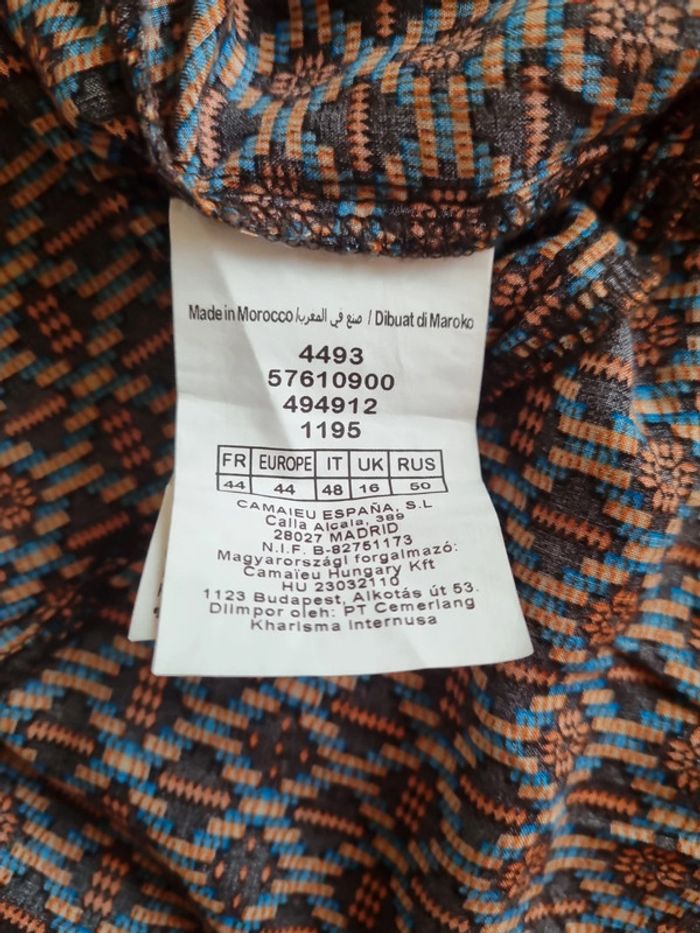 Made in Morocco/صنع في المغرب / Dibuat di Maroko
4493
57610900
494912
1195
FR EUROPE IT UK RUS
44 44 48 16 50
CAMAIEU ESPAÑA, S.L
Calla Alcala, 389
28027 MADRID
N.I.F. B-82751173
Magyarországi forgalmazó:
Camaïeu Hungary Kft
HU 23032110
1123 Budapest, Alkotás út 53.
Diimpor oleh: PT Cemerlang
Kharisma Internusa